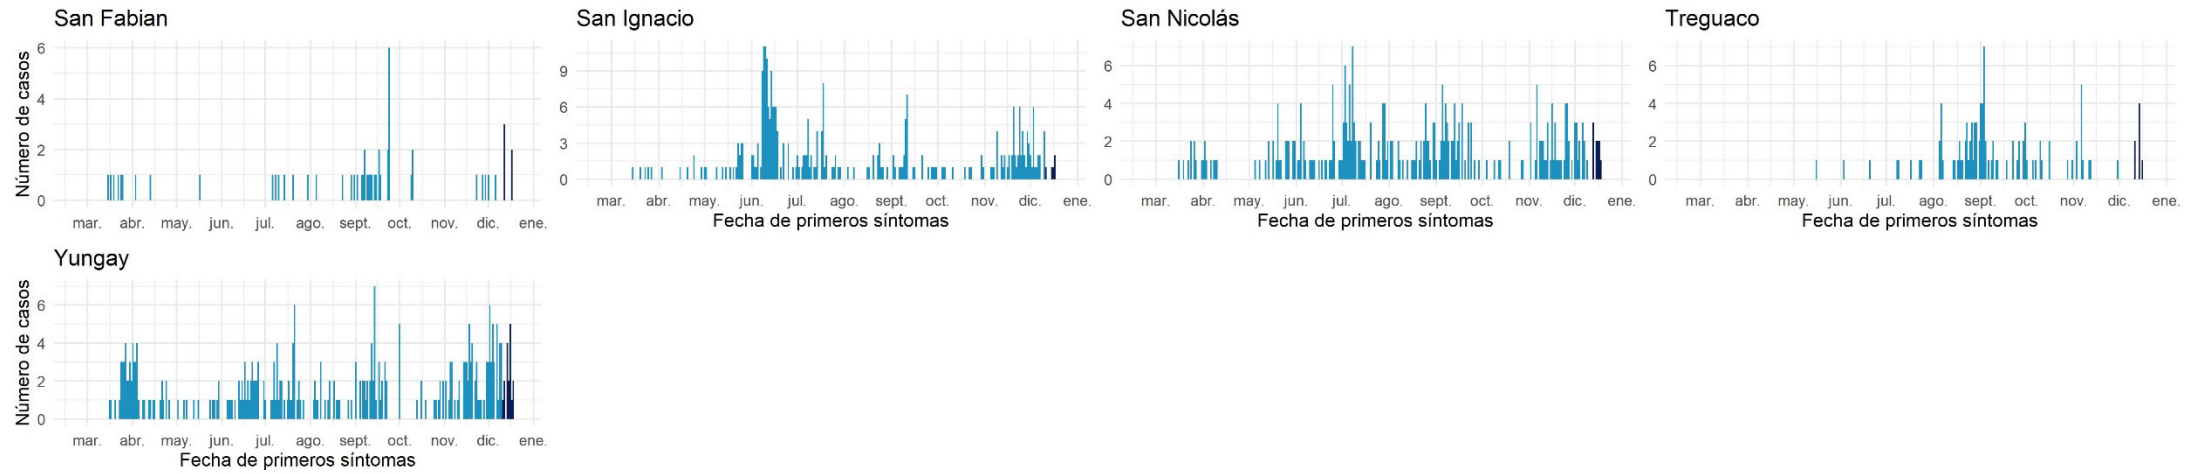 San Fabian
Número de casos
6
4
2
0
mar. abr. may. jun. jul. ago. sept. oct. nov. dic. ene.
San Ignacio
9
6
3
0
mar. abr. may. jun. jul. ago. sept. oct. nov. dic. ene.
Fecha de primeros síntomas
San Nicolás
6
4
2
0
mar. abr. may. jun. jul. ago. sept. oct. nov. dic. ene.
Fecha de primeros síntomas
Treguaco
6
4
2
0
mar. abr. may. jun. jul. ago. sept. oct. nov. dic. ene.
Fecha de primeros síntomas
Yungay
Número de casos
6
4
2
0
mar. abr. may. jun. jul. ago. sept. oct. nov. dic. ene.
Fecha de primeros síntomas